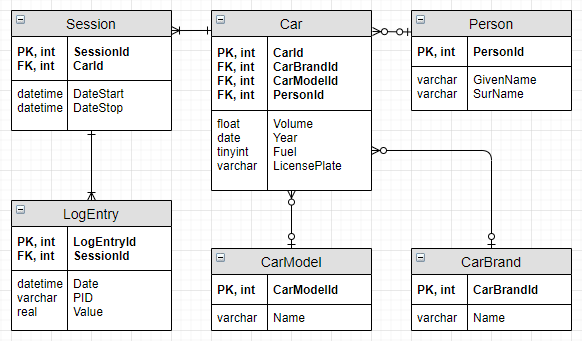 Session
PK, int SessionId
FK, int CarId
datetime DateStart
datetime DateStop
Car
PK, int CarId
FK, int CarBrandId
FK, int CarModelId
FK, int PersonId
float Volume
date Year
tinyint Fuel
varchar LicensePlate
Person
PK, int PersonId
varchar GivenName
varchar SurName
LogEntry
PK, int LogEntryId
FK, int SessionId
datetime Date
varchar PID
real Value
CarModel
PK, int CarModelId
varchar Name
CarBrand
PK, int CarBrandId
varchar Name